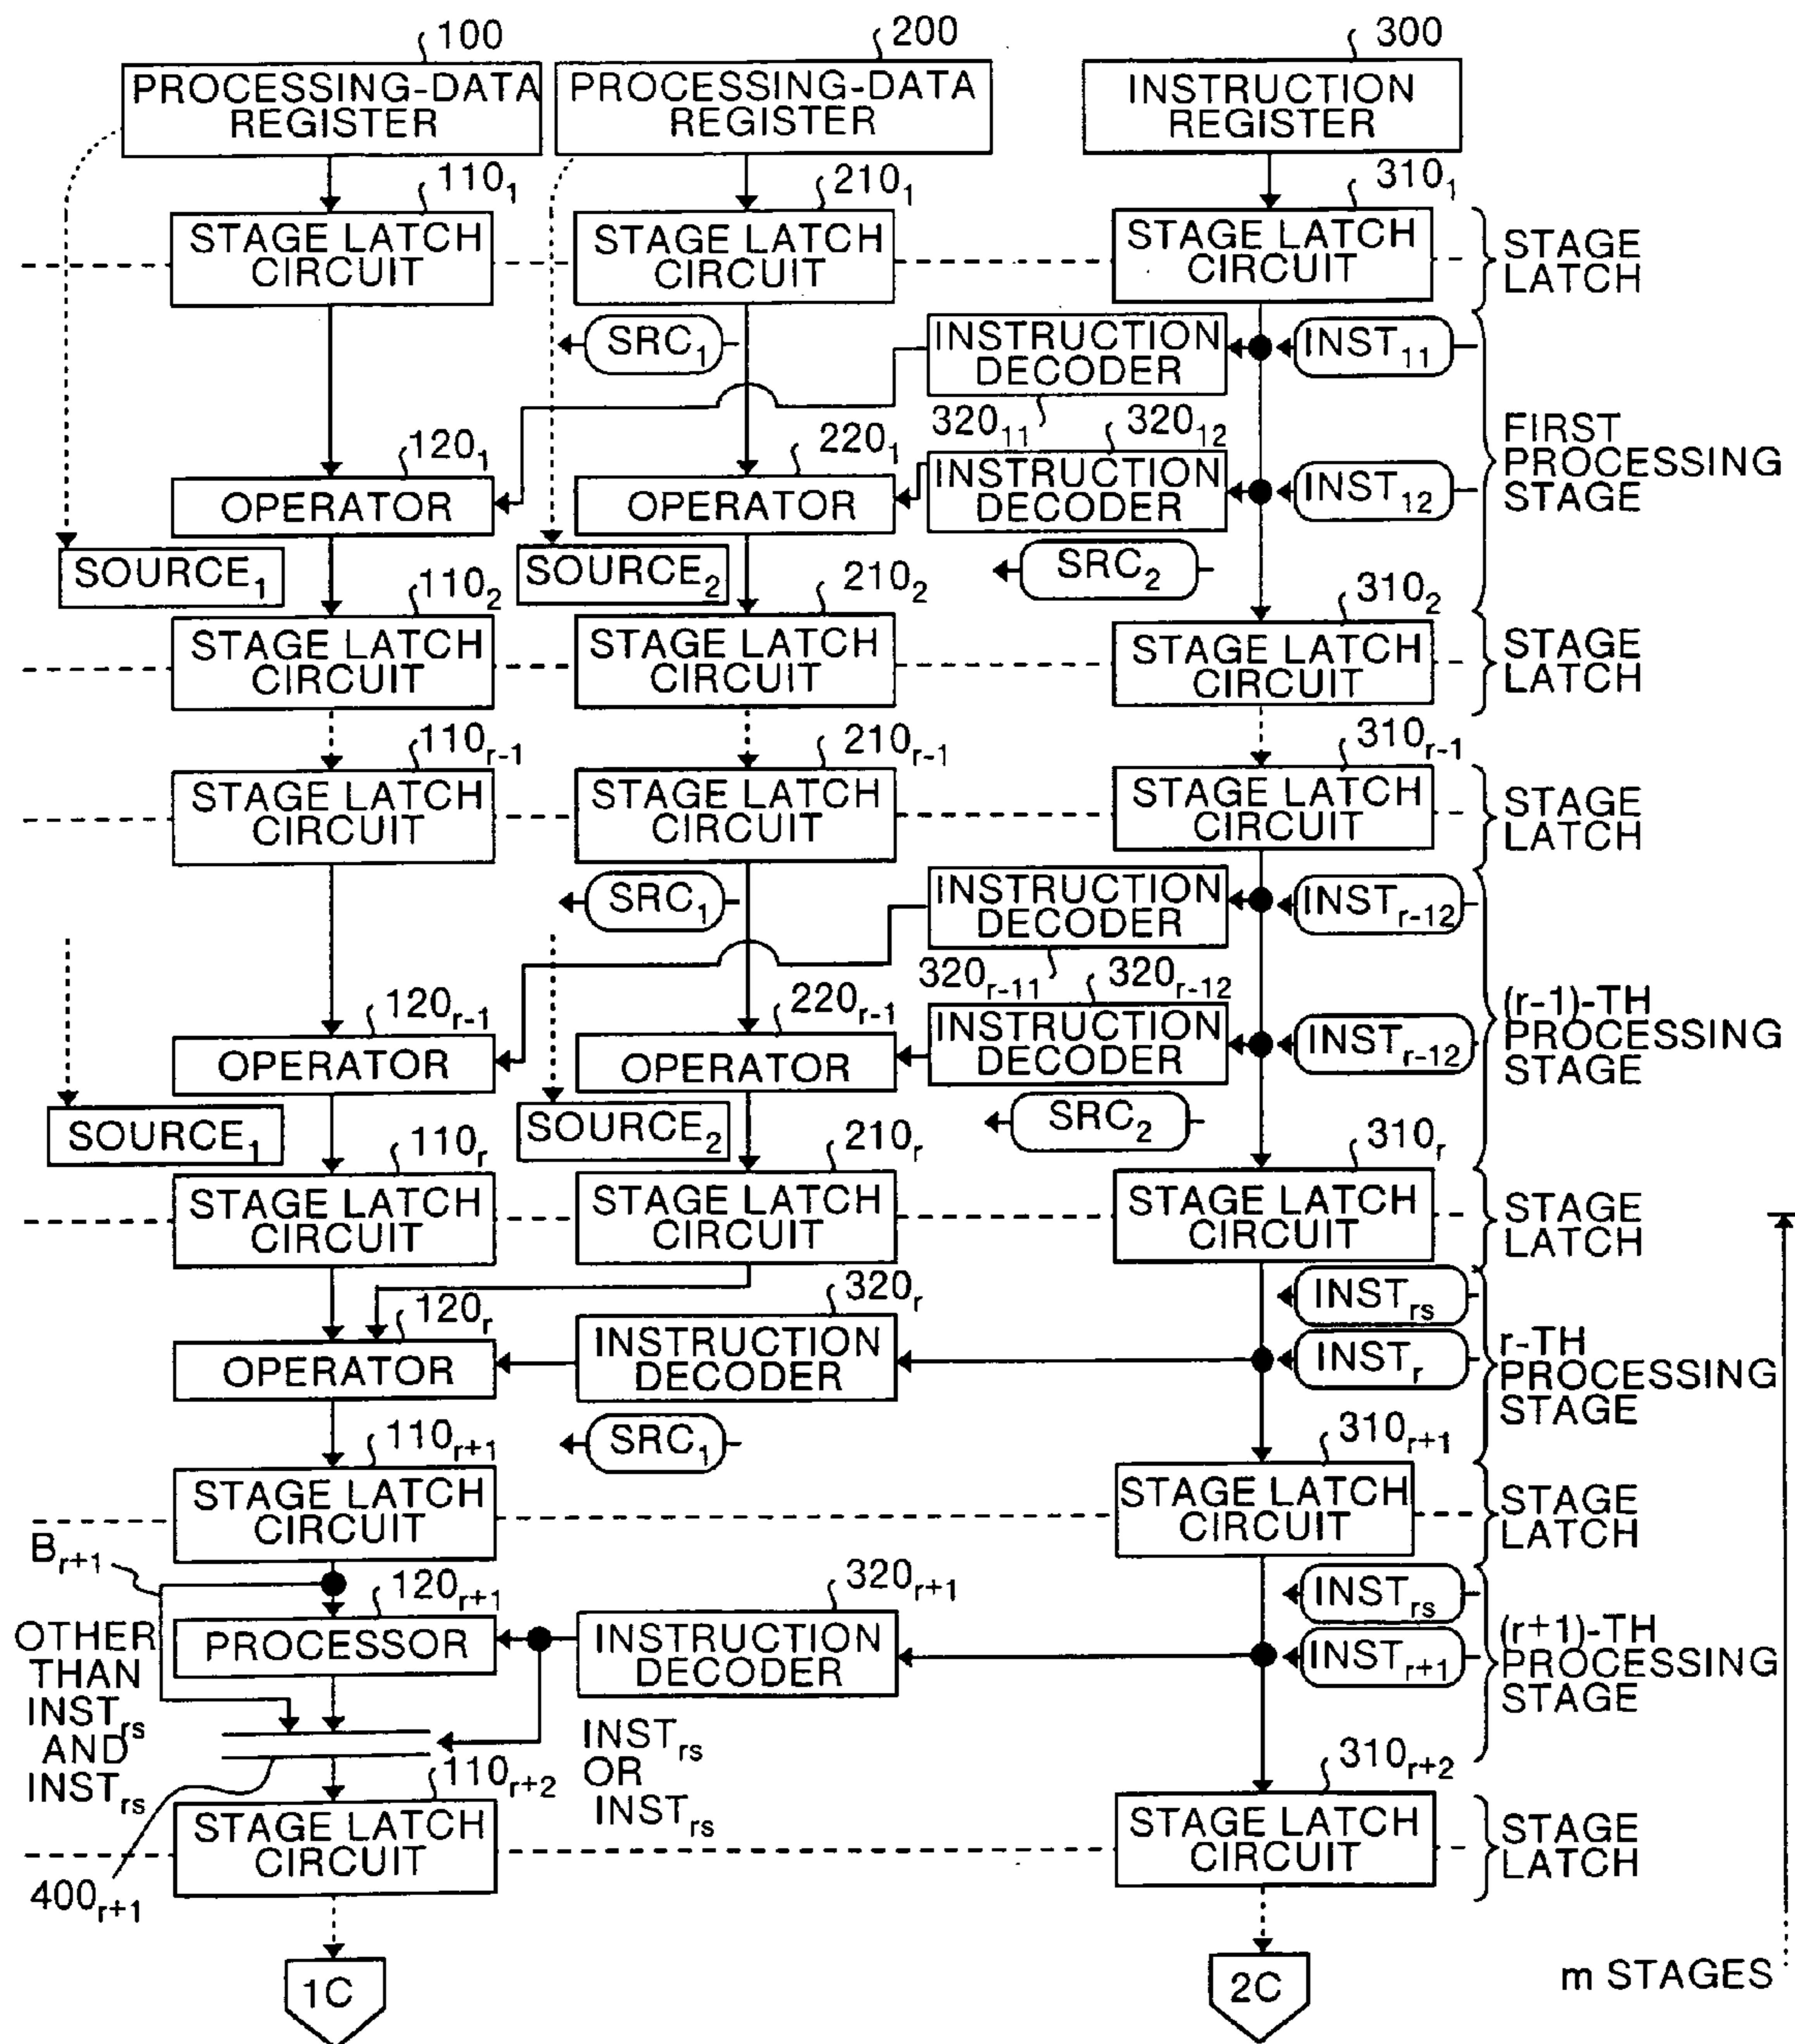 100
200
300
PROCESSING-DATA
REGISTER
PROCESSING-DATA
REGISTER
INSTRUCTION
REGISTER
110₁
210₁
310₁
STAGE LATCH
CIRCUIT
STAGE LATCH
CIRCUIT
STAGE LATCH
CIRCUIT
STAGE
LATCH
SRC₁
INSTRUCTION
DECODER
INST₁₁
320₁₁
320₁₂
FIRST
PROCESSING
STAGE
120₁
220₁
OPERATOR
OPERATOR
INSTRUCTION
DECODER
INST₁₂
SOURCE₁
SOURCE₂
SRC₂
110₂
210₂
310₂
STAGE LATCH
CIRCUIT
STAGE LATCH
CIRCUIT
STAGE LATCH
CIRCUIT
STAGE
LATCH
110r-1
210r-1
310r-1
STAGE LATCH
CIRCUIT
STAGE LATCH
CIRCUIT
STAGE LATCH
CIRCUIT
STAGE
LATCH
SRC₁
INSTRUCTION
DECODER
INSTr-12
320r-11
320r-12
(r-1)-TH
PROCESSING
STAGE
120r-1
220r-1
OPERATOR
OPERATOR
INSTRUCTION
DECODER
INSTr-12
SOURCE₁
SOURCE₂
SRC₂
110r
210r
310r
STAGE LATCH
CIRCUIT
STAGE LATCH
CIRCUIT
STAGE LATCH
CIRCUIT
STAGE
LATCH
INSTrs
120r
320r
OPERATOR
INSTRUCTION
DECODER
INSTr
r-TH
PROCESSING
STAGE
SRC₁
110r+1
310r+1
STAGE LATCH
CIRCUIT
STAGE LATCH
CIRCUIT
STAGE
LATCH
Br+1
INSTrs
120r+1
320r+1
PROCESSOR
INSTRUCTION
DECODER
INSTr+1
(r+1)-TH
PROCESSING
STAGE
OTHER
THAN
INSTrs
AND
INSTrs
INSTrs
OR
INSTrs
110r+2
310r+2
STAGE LATCH
CIRCUIT
STAGE LATCH
CIRCUIT
STAGE
LATCH
400r+1
1C
2C
m STAGES